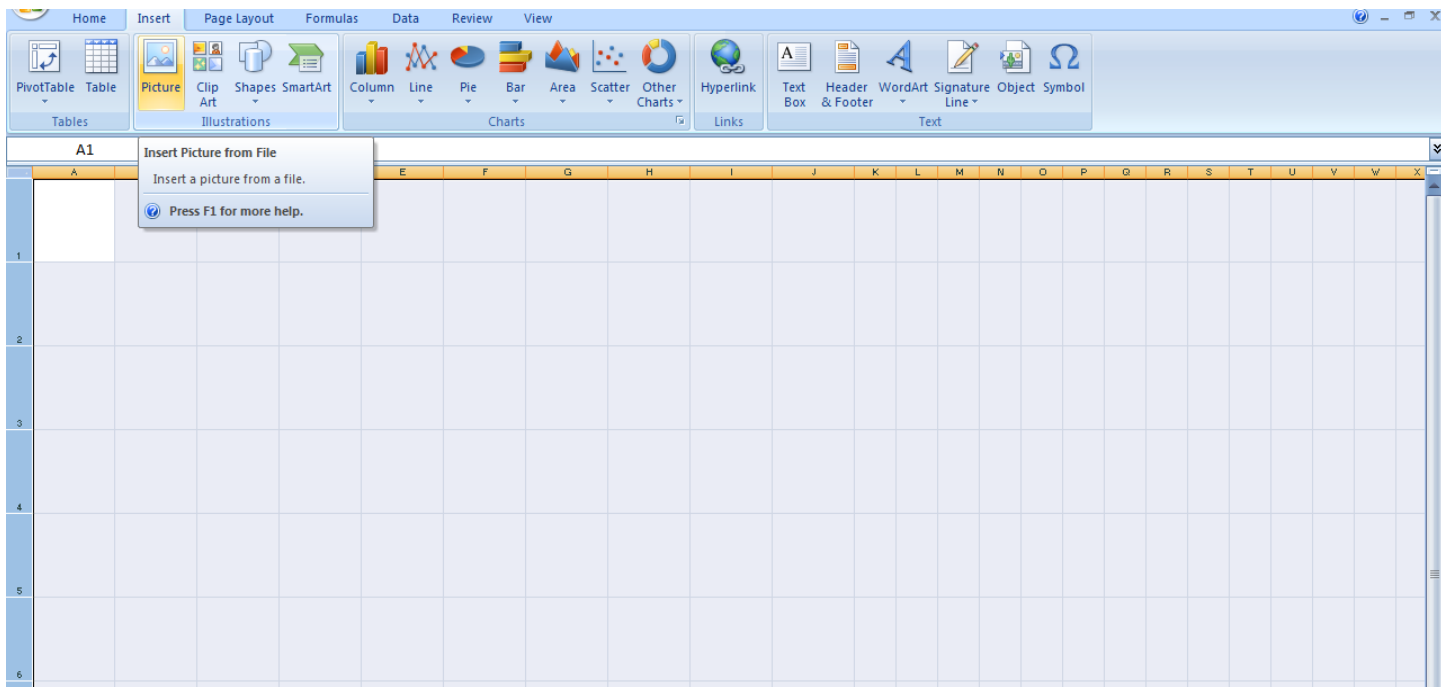 Home Insert Page Layout Formulas Data Review View
PivotTable Table Picture Clip Art Shapes SmartArt Column Line Pie Bar Area Scatter Other Charts Hyperlink Text Box Header & Footer WordArt Signature Line Object Symbol
Tables Illustrations Charts Links Text
A1
Insert Picture from File
Insert a picture from a file.
Press F1 for more help.
A E F G H I J K L M N O P Q R S T U V W X
1
2
3
4
5
6